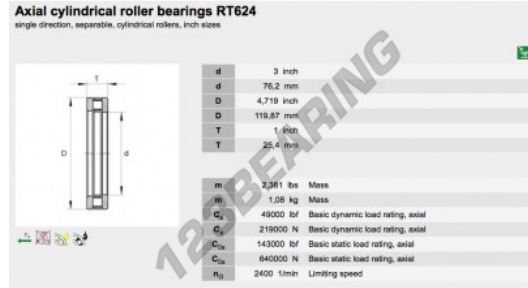 Axial cylindrical roller bearings RT624
single direction, separable, cylindrical rollers, inch sizes
T
D
d
d 3 inch
d 76,2 mm
D 4,719 inch
D 119,87 mm
T 1 inch
T 25,4 mm
m 2,381 lbs Mass
m 1,08 kg Mass
Ca 49000 lbf Basic dynamic load rating, axial
Ca 219000 N Basic dynamic load rating, axial
C0a 143000 lbf Basic static load rating, axial
C0a 640000 N Basic static load rating, axial
nG 2400 1/min Limiting speed
123BEARING